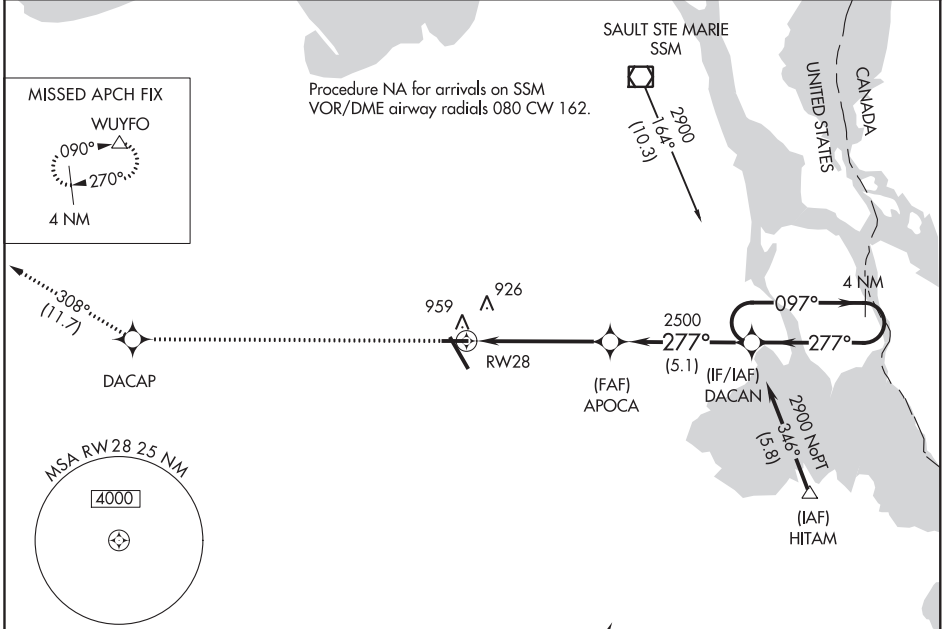 SAULT STE MARIE
SSM
2900
164°
(10.3)
CANADA
UNITED STATES
Procedure NA for arrivals on SSM
VOR/DME airway radials 080 CW 162.
MISSED APCH FIX
WUYFO
090°
270°
4 NM
308°
(11.7)
DACAP
959
926
RW28
2500
277°
(5.1)
(FAF)
APOCA
(IF/IAF)
DACAN
4 NM
097°
277°
2900 NoPT
346°
(5.8)
(IAF)
HITAM
MSA RW28 25 NM
4000